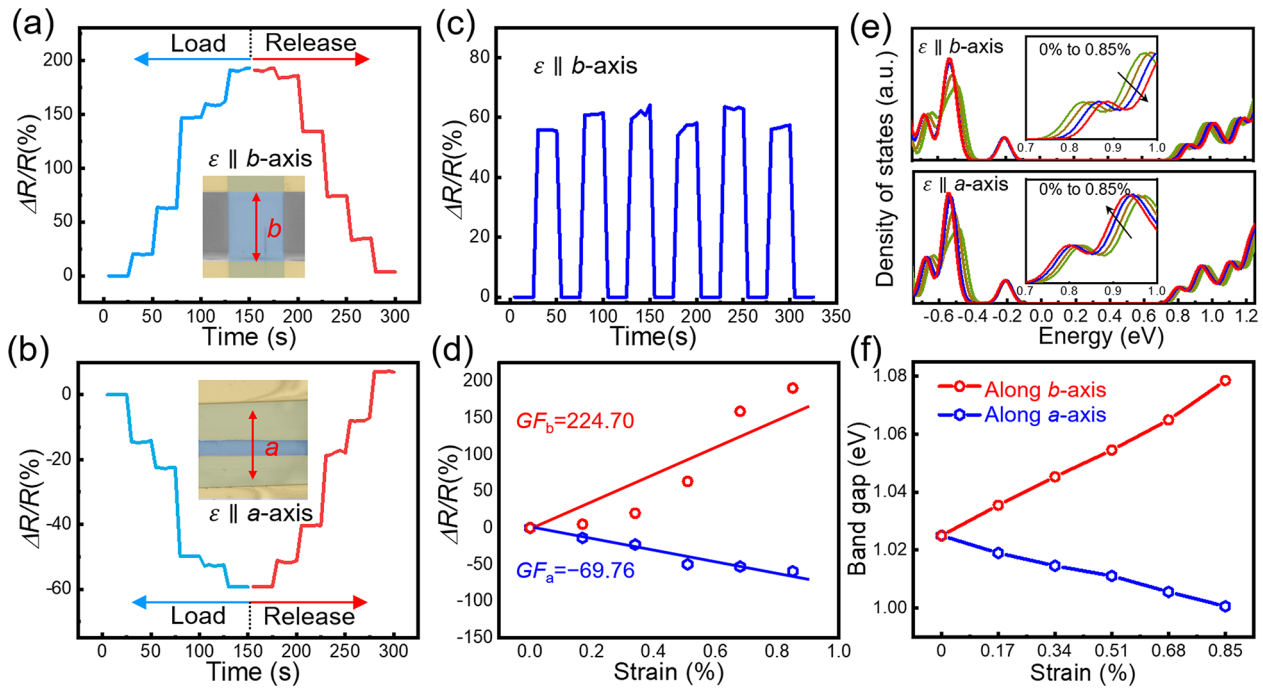 (a)
Load
Release
200
150
100
50
0
ΔR/R(%)
ε ∥ b-axis
b
0
50
100
150
200
250
300
Time (s)
(b)
0
-20
-40
-60
ΔR/R(%)
a
ε ∥ a-axis
Load
Release
0
50
100
150
200
250
300
Time (s)
(c)
ε ∥ b-axis
80
60
40
20
0
ΔR/R(%)
0
50
100
150
200
250
300
350
Time(s)
(d)
200
150
100
50
0
-50
-100
-150
ΔR/R(%)
GFb=224.70
GFa=−69.76
0.0
0.2
0.4
0.6
0.8
1.0
Strain (%)
(e)
ε ∥ b-axis
0% to 0.85%
0.7
0.8
0.9
1.0
ε ∥ a-axis
0% to 0.85%
0.7
0.8
0.9
1.0
Density of states (a.u.)
-0.6
-0.4
-0.2
0.0
0.2
0.4
0.6
0.8
1.0
1.2
Energy (eV)
(f)
1.08
1.06
1.04
1.02
1.00
Band gap (eV)
Along b-axis
Along a-axis
0
0.17
0.34
0.51
0.68
0.85
Strain (%)